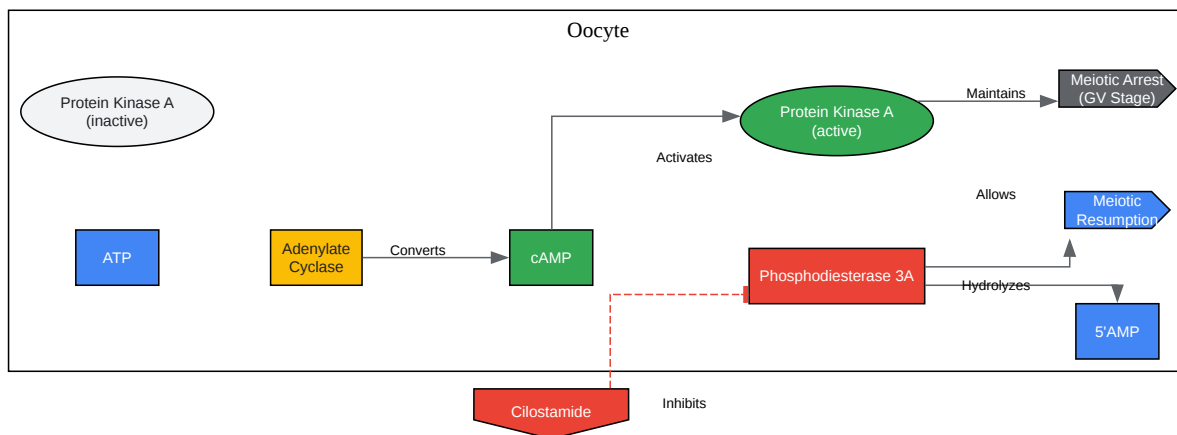 Oocyte
Protein Kinase A
(inactive)
Protein Kinase A
(active)
Maintains
Meiotic Arrest
(GV Stage)
Activates
Allows
Meiotic
Resumption
ATP
Adenylate
Cyclase
Converts
cAMP
Phosphodiesterase 3A
Hydrolyzes
5'AMP
Cilostamide
Inhibits